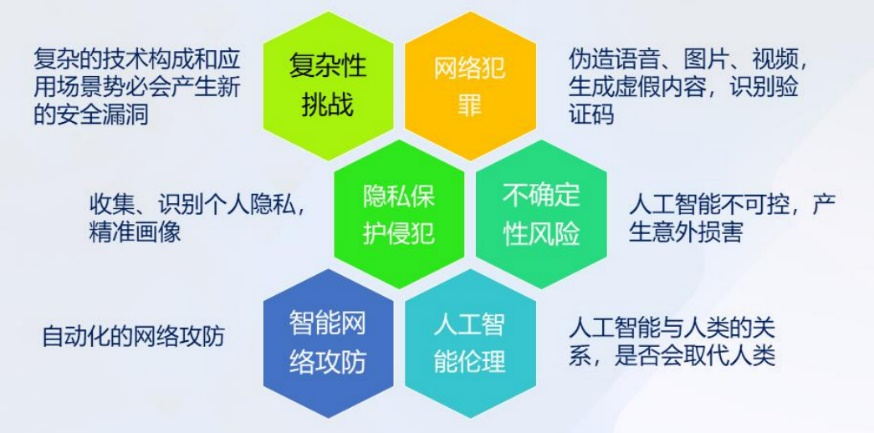 复杂的技术构成和应
用场景势必会产生新
的安全漏洞
复杂性
挑战
网络犯
罪
伪造语音、图片、视频，
生成虚假内容，识别验
证码
收集、识别个人隐私，
精准画像
隐私保
护侵犯
不确定
性风险
人工智能不可控，产
生意外损害
自动化的网络攻防
智能网
络攻防
人工智
能伦理
人工智能与人类的关
系，是否会取代人类